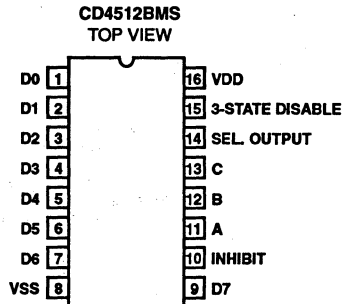 CD4512BMS
TOP VIEW
D0 1 16 VDD
D1 2 15 3-STATE DISABLE
D2 3 14 SEL. OUTPUT
D3 4 13 C
D4 5 12 B
D5 6 11 A
D6 7 10 INHIBIT
VSS 8 9 D7